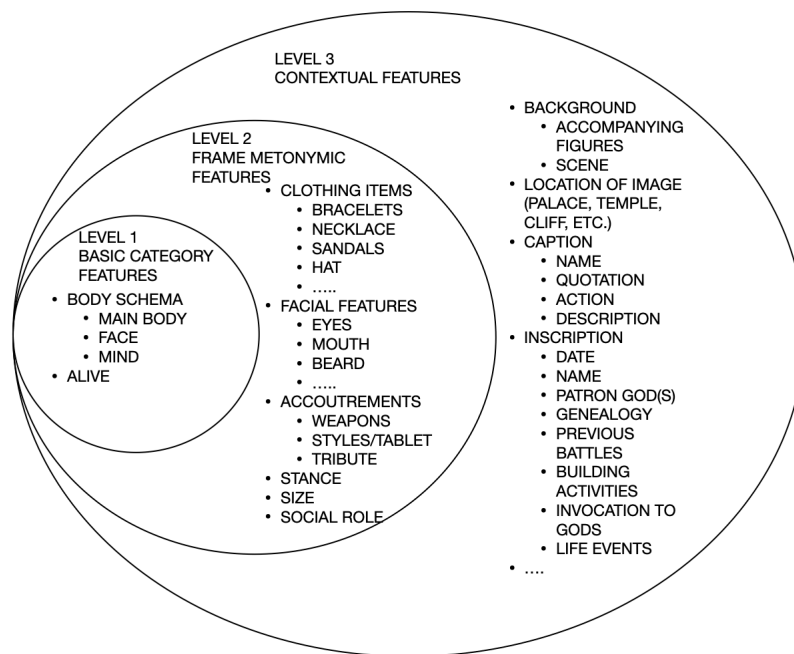 LEVEL 3
CONTEXTUAL FEATURES
LEVEL 2
FRAME METONYMIC
FEATURES
LEVEL 1
BASIC CATEGORY
FEATURES
• BODY SCHEMA
• MAIN BODY
• FACE
• MIND
• ALIVE
• CLOTHING ITEMS
• BRACELETS
• NECKLACE
• SANDALS
• HAT
• .....
• FACIAL FEATURES
• EYES
• MOUTH
• BEARD
• .....
• ACCOUTREMENTS
• WEAPONS
• STYLES/TABLET
• TRIBUTE
• STANCE
• SIZE
• SOCIAL ROLE
• BACKGROUND
• ACCOMPANYING
FIGURES
• SCENE
• LOCATION OF IMAGE
(PALACE, TEMPLE,
CLIFF, ETC.)
• CAPTION
• NAME
• QUOTATION
• ACTION
• DESCRIPTION
• INSCRIPTION
• DATE
• NAME
• PATRON GOD(S)
• GENEALOGY
• PREVIOUS
BATTLES
• BUILDING
ACTIVITIES
• INVOCATION TO
GODS
• LIFE EVENTS
• ....